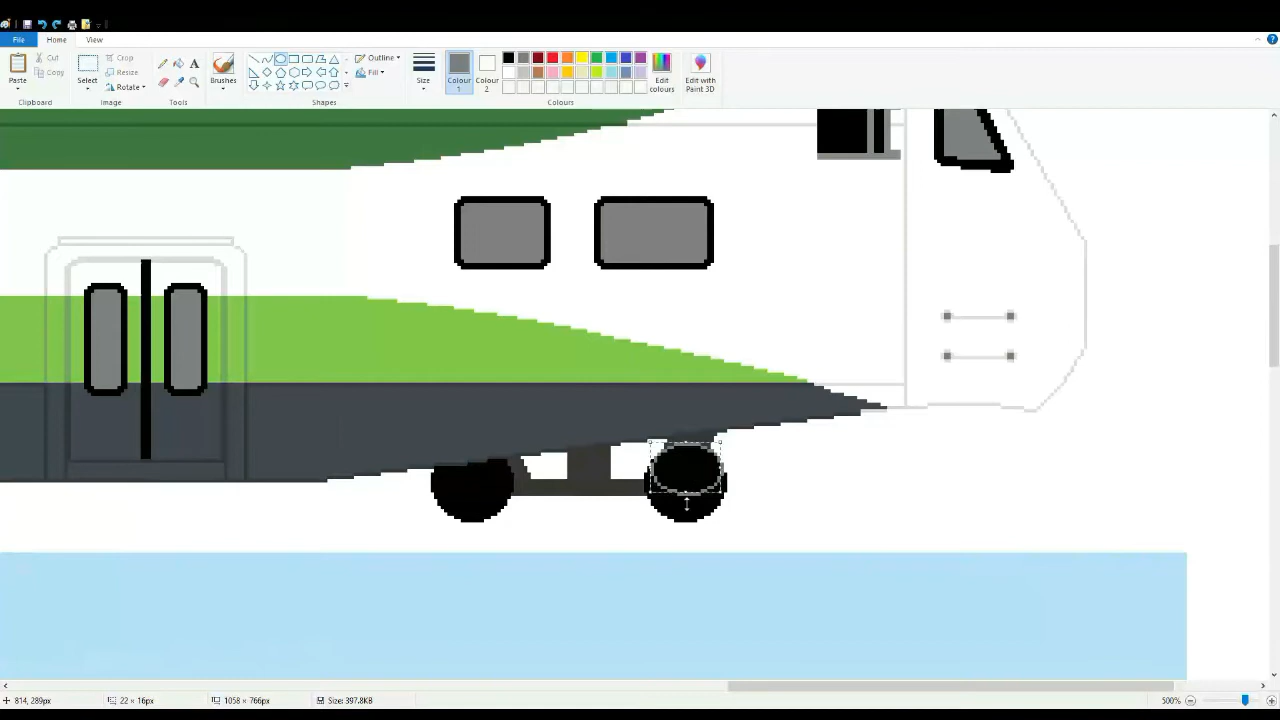 File Home View
Paste
Cut
Copy
Clipboard
Select
Crop
Resize
Rotate
Image
A
Tools
Brushes
Outline
Fill
Shapes
Size
Colour
1
Colour
2
Edit
colours
Edit with
Paint 3D
Colours
814, 289px 22 × 16px 1058 × 766px Size: 397.8KB 500%